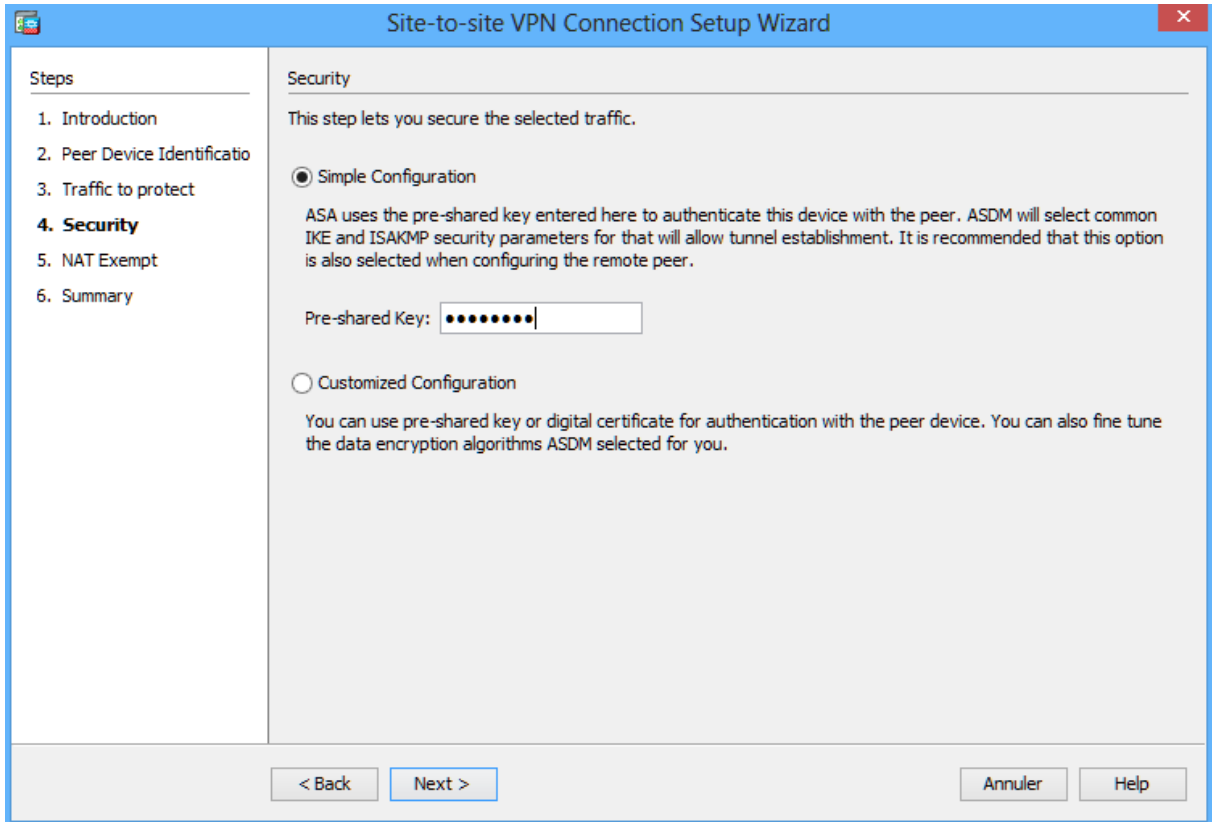 Site-to-site VPN Connection Setup Wizard
Steps
1. Introduction
2. Peer Device Identificatio
3. Traffic to protect
4. Security
5. NAT Exempt
6. Summary
Security
This step lets you secure the selected traffic.
Simple Configuration
ASA uses the pre-shared key entered here to authenticate this device with the peer. ASDM will select common
IKE and ISAKMP security parameters for that will allow tunnel establishment. It is recommended that this option
is also selected when configuring the remote peer.
Pre-shared Key: ••••••••
Customized Configuration
You can use pre-shared key or digital certificate for authentication with the peer device. You can also fine tune
the data encryption algorithms ASDM selected for you.
< Back Next > Annuler Help